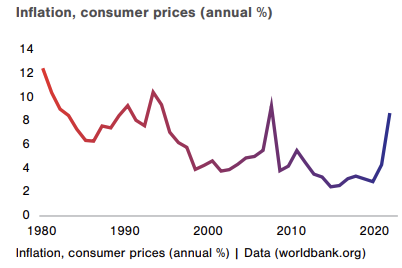 Inflation, consumer prices (annual %)
14
12
10
8
6
4
2
0
1980 1990 2000 2010 2020
Inflation, consumer prices (annual %) | Data (worldbank.org)